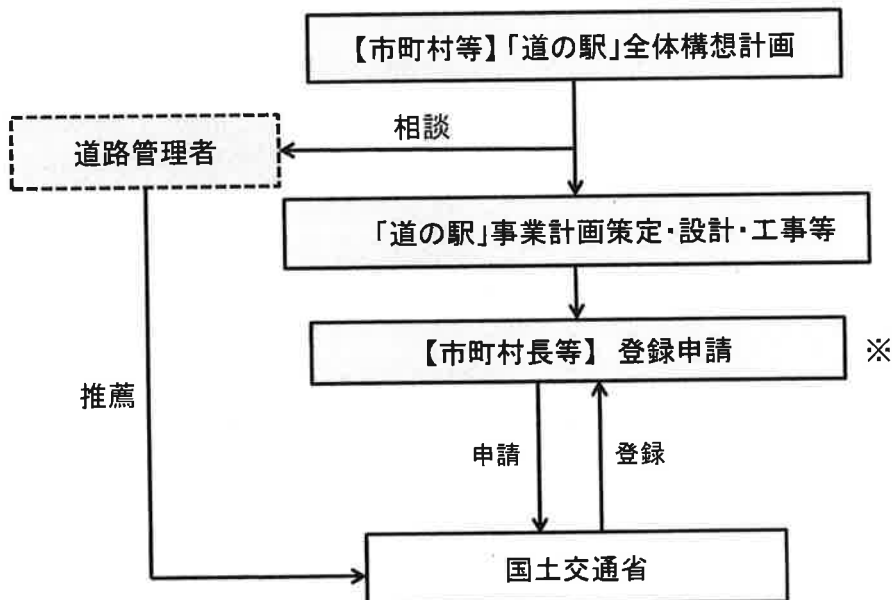 【市町村等】「道の駅」全体構想計画
相談
道路管理者
「道の駅」事業計画策定・設計・工事等
【市町村長等】 登録申請
※
推薦
申請
登録
国土交通省